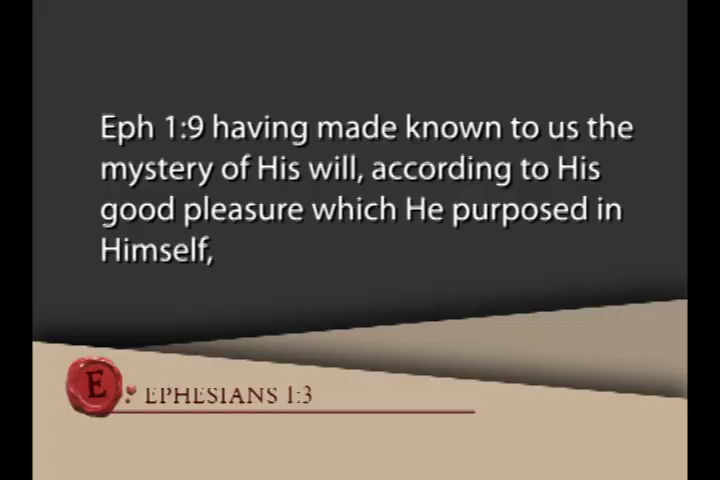 Eph 1:9 having made known to us the
mystery of His will, according to His
good pleasure which He purposed in
Himself,
E
EPHESIANS 1:3